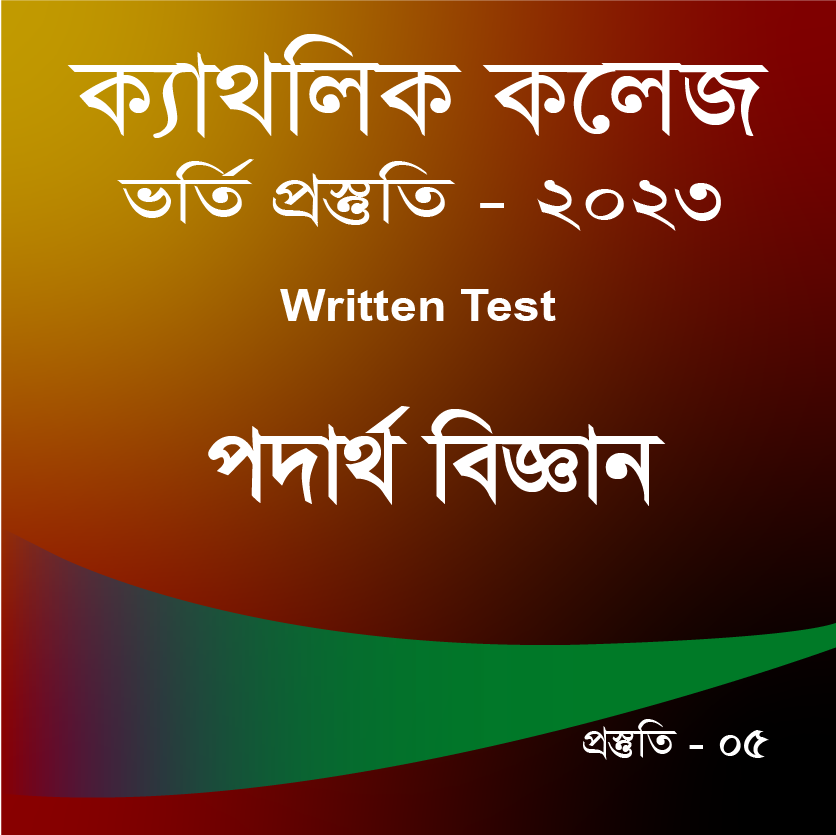 ক্যাথলিক কলেজ
ভর্তি প্রস্তুতি - ২০২৩
Written Test
পদার্থ বিজ্ঞান
প্রস্তুতি - ০৫